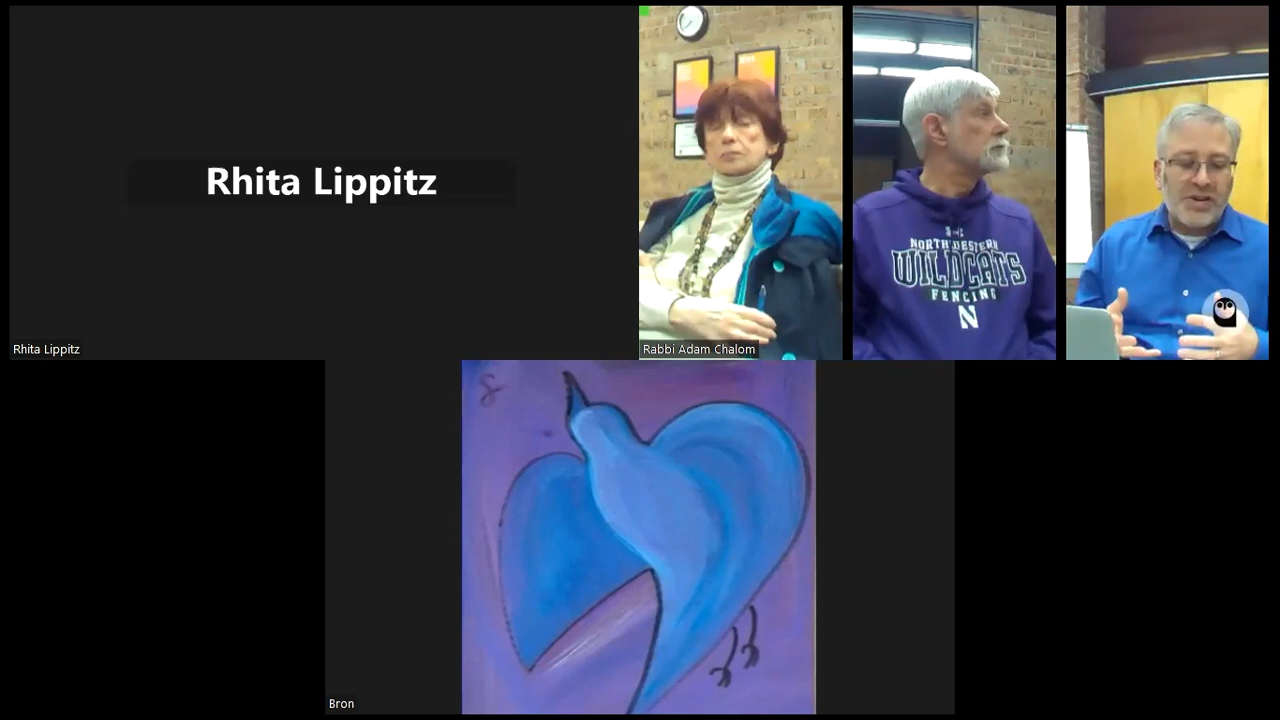 Rhita Lippitz
Rhita Lippitz
Rabbi Adam Chalom
NORTHWESTERN
WILDCATS
FENCING
N
Bron